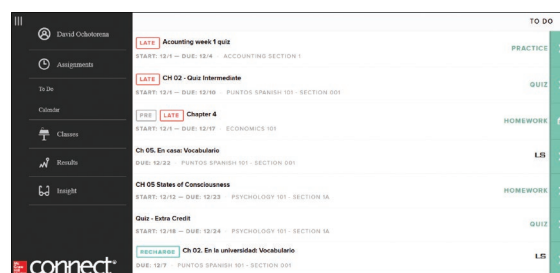 TO DO
David Ochotorena
Assignments
To Do
Calendar
Classes
Results
Insight
connect®
LATE Acounting week 1 quiz
START: 12/1 — DUE: 12/4 · ACCOUNTING SECTION 1
PRACTICE
LATE CH 02 - Quiz Intermediate
START: 12/1 — DUE: 12/10 · PUNTOS SPANISH 101 - SECTION 001
QUIZ
PRE LATE Chapter 4
START: 12/1 — DUE: 12/17 · ECONOMICS 101
HOMEWORK
Ch 05. En casa: Vocabulario
DUE: 12/22 · PUNTOS SPANISH 101 - SECTION 001
LS
CH 05 States of Consciousness
START: 12/12 — DUE: 12/23 · PSYCHOLOGY 101 - SECTION 1A
HOMEWORK
Quiz - Extra Credit
START: 12/18 — DUE: 12/24 · PSYCHOLOGY 101 - SECTION 1A
QUIZ
RECHARGE Ch 02. En la universidad: Vocabulario
DUE: 12/7 · PUNTOS SPANISH 101 - SECTION 001
LS